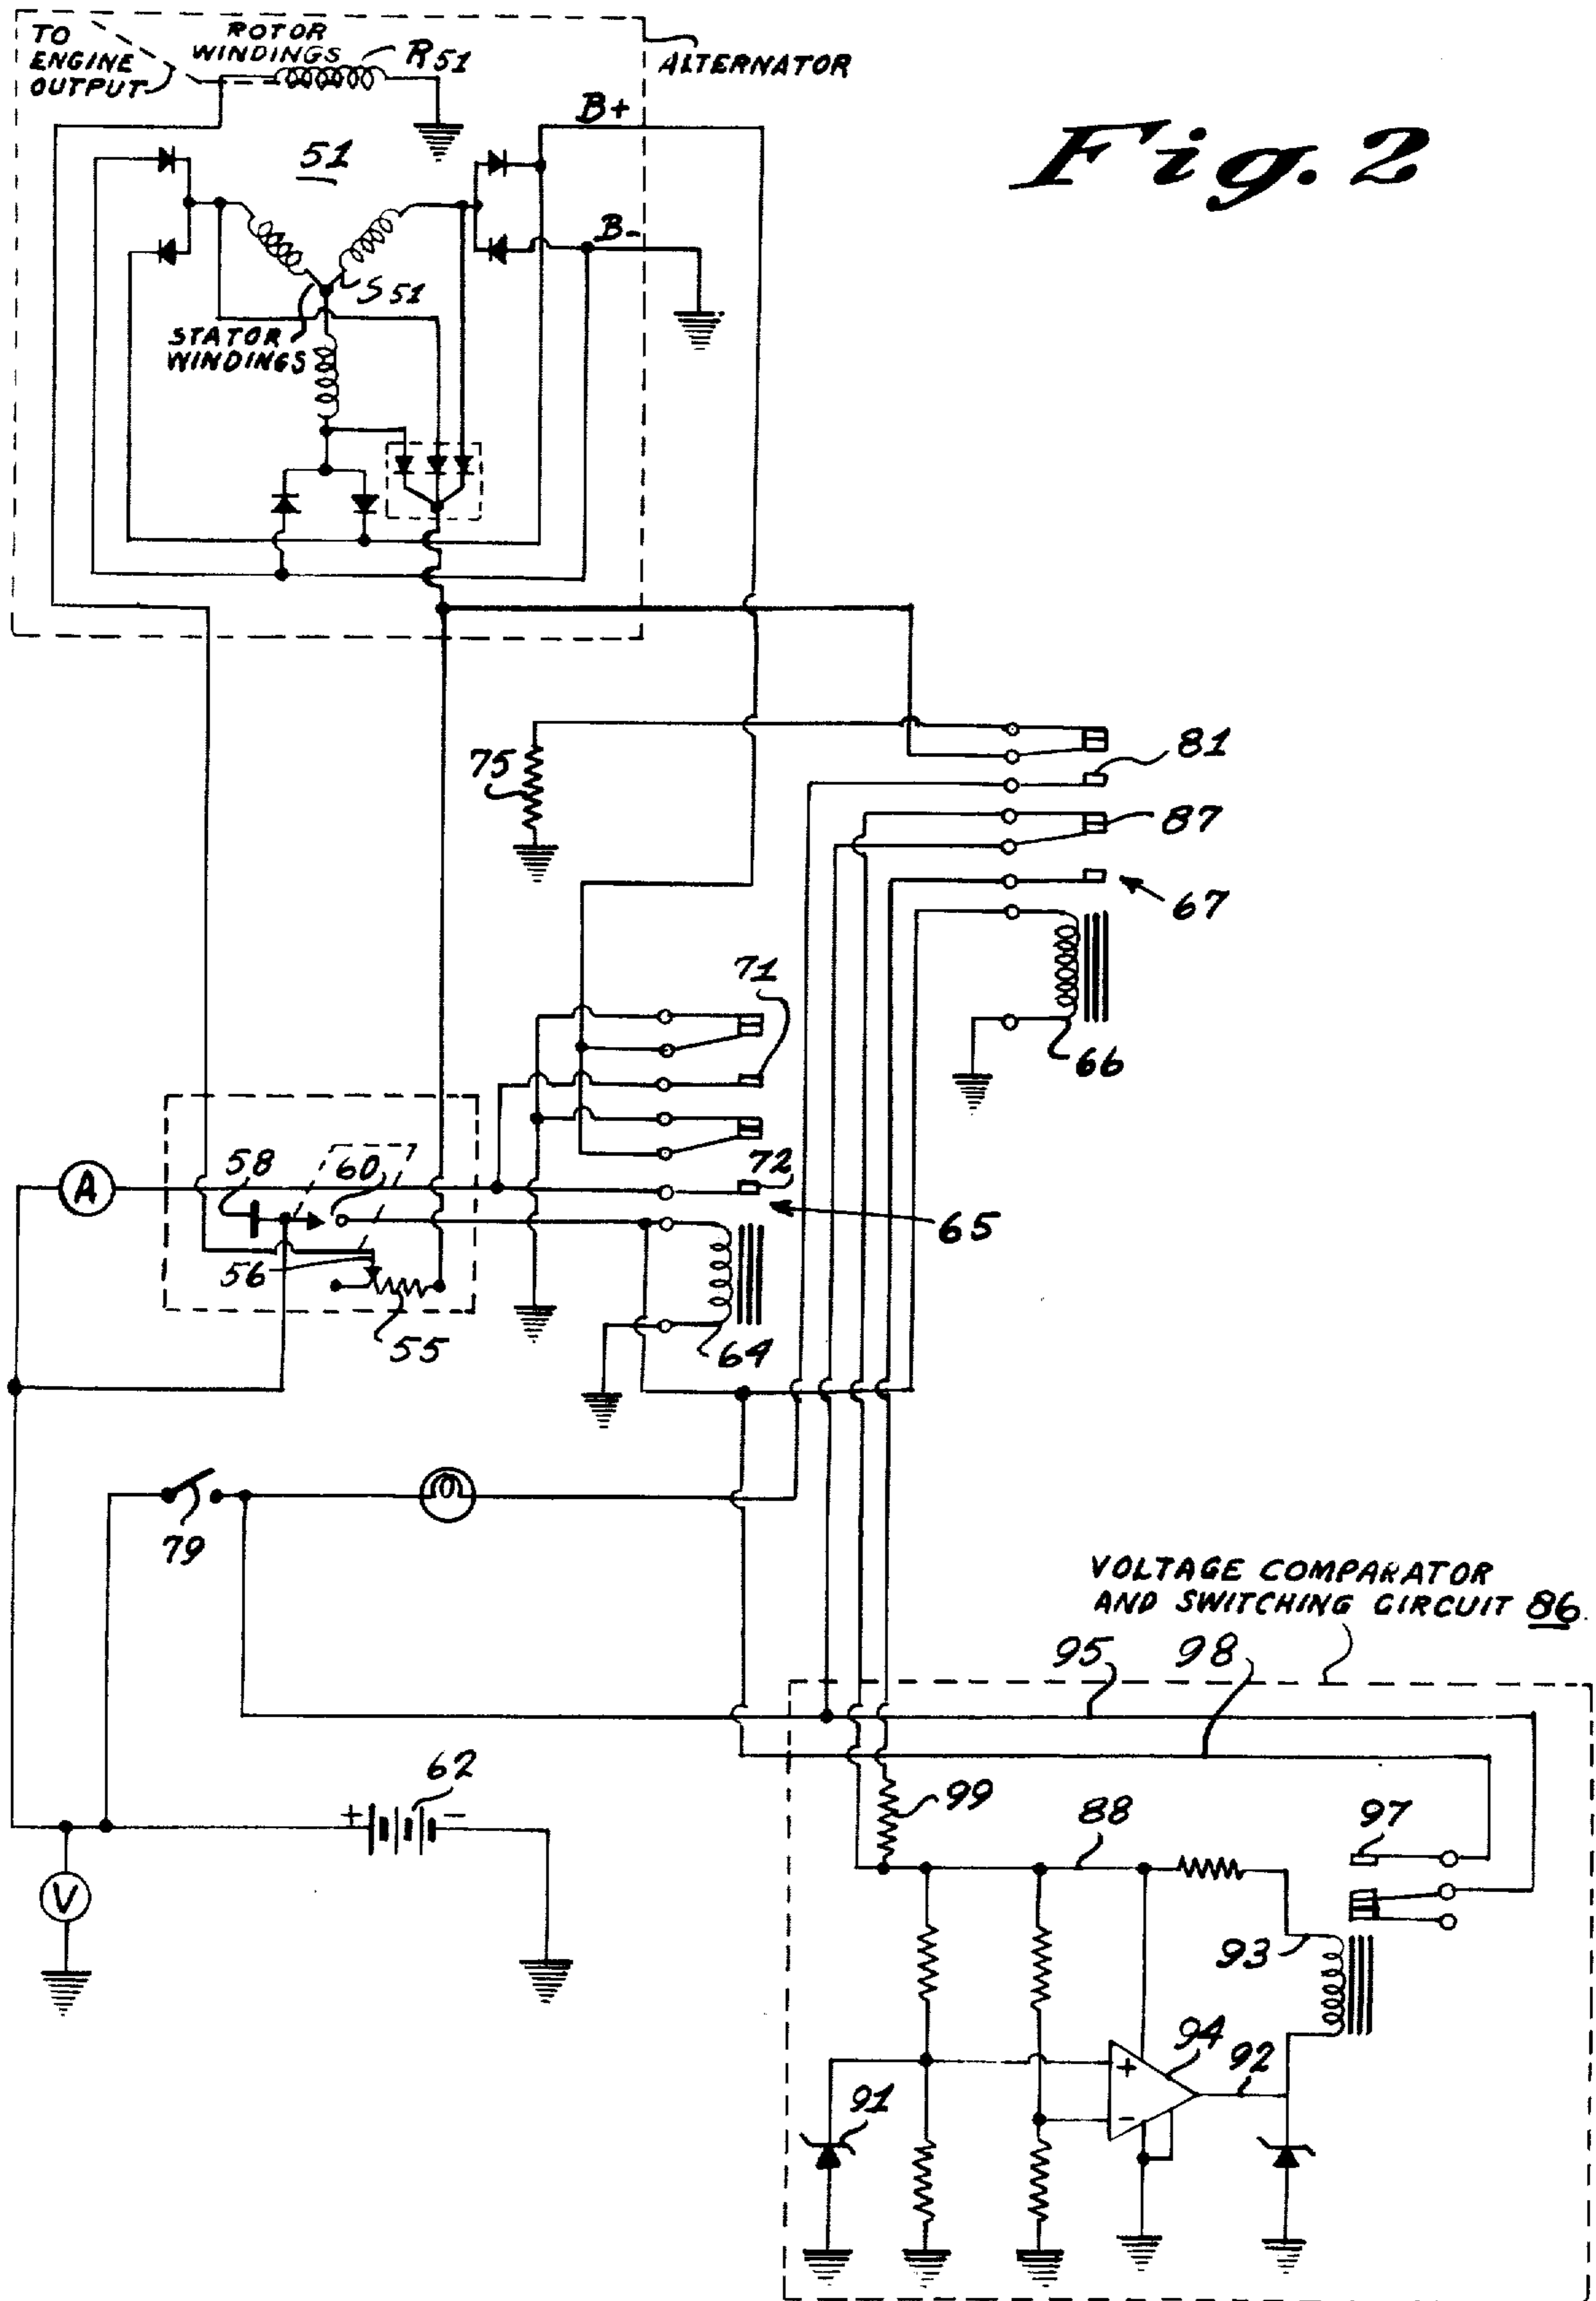 TO
ENGINE
OUTPUT
ROTOR
WINDINGS
R51
ALTERNATOR
B+
Fig. 2
51
B-
S51
STATOR
WINDINGS
81
75
87
67
71
66
58
60
72
A
65
56
55
64
79
VOLTAGE COMPARATOR
AND SWITCHING CIRCUIT 86
95
98
62
+
-
99
88
97
V
93
94
92
+
91
-